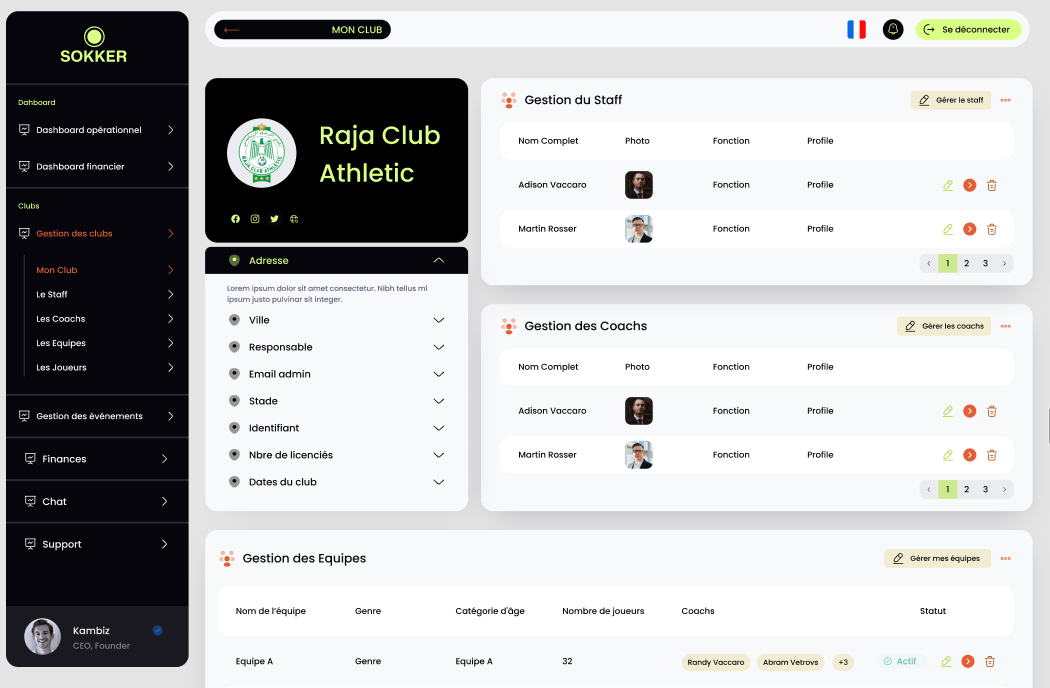 SOKKER
Dahboard
Dashboard opérationnel
Dashboard financier
Clubs
Gestion des clubs
Mon Club
Le Staff
Les Coachs
Les Equipes
Les Joueurs
Gestion des événements
Finances
Chat
Support
Kambiz
CEO, Founder
MON CLUB
Se déconnecter
RAJA CLUB ATHLETIC
Raja Club
Athletic
Adresse
Lorem ipsum dolor sit amet consectetur. Nibh tellus mi
ipsum justo pulvinar sit integer.
Ville
Responsable
Email admin
Stade
Identifiant
Nbre de licenciés
Dates du club
Gestion du Staff
Gérer le staff
Nom Complet Photo Fonction Profile
Adison Vaccaro Fonction Profile
Martin Rosser Fonction Profile
‹ 1 2 3 ›
Gestion des Coachs
Gérer les coachs
Nom Complet Photo Fonction Profile
Adison Vaccaro Fonction Profile
Martin Rosser Fonction Profile
‹ 1 2 3 ›
Gestion des Equipes
Gérer mes équipes
Nom de l'équipe Genre Catégorie d'âge Nombre de joueurs Coachs Statut
Equipe A Genre Equipe A 32 Randy Vaccaro Abram Vetrovs +3 Actif